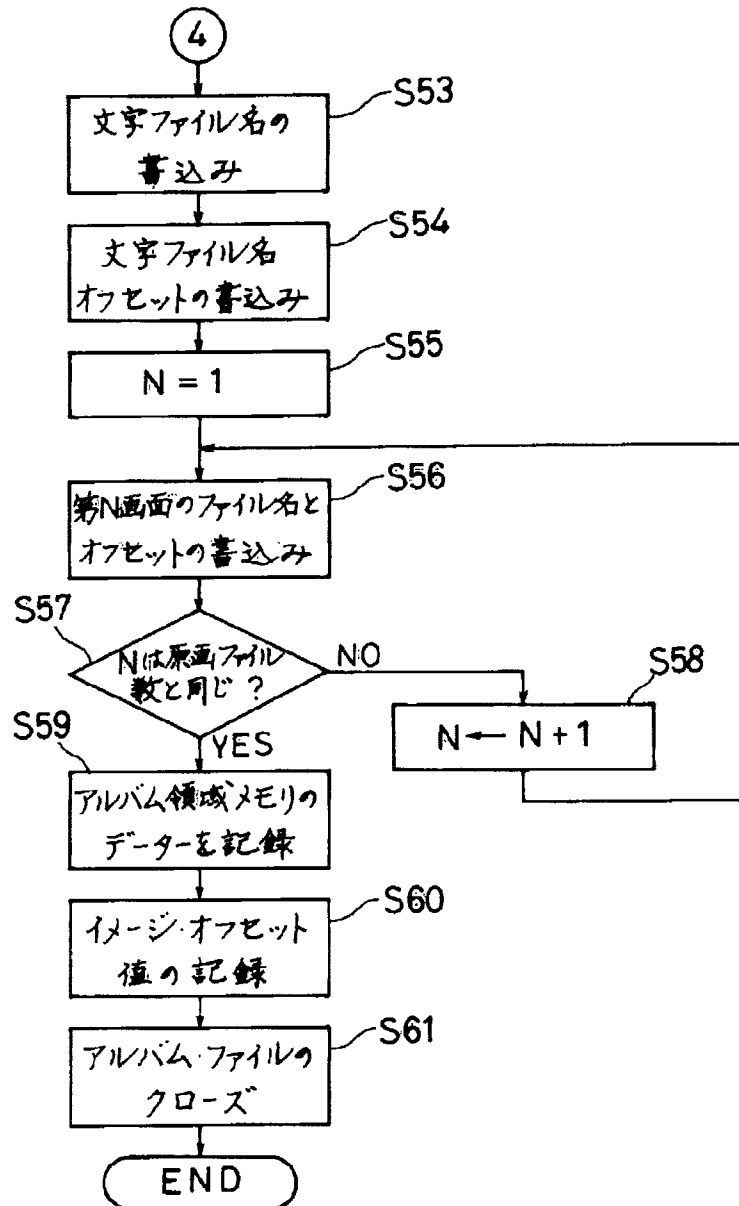 4
S53
文字ファイル名の
書込み
S54
文字ファイル名
オフセットの書込み
S55
N = 1
S56
第N画面のファイル名と
オフセットの書込み
S57
Nは原画ファイル
数と同じ?
NO
S58
N ← N + 1
YES
S59
アルバム領域メモリの
データーを記録
S60
イメージ・オフセット
値の記録
S61
アルバム・ファイルの
クローズ
END